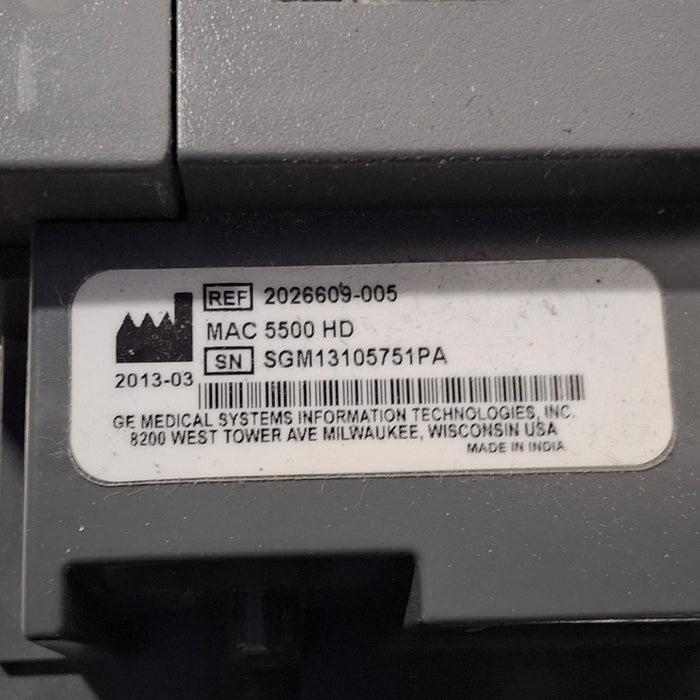 REF 2026609-005
MAC 5500 HD
SN SGM13105751PA
2013-03
GE MEDICAL SYSTEMS INFORMATION TECHNOLOGIES, INC.
8200 WEST TOWER AVE MILWAUKEE, WISCONSIN USA
MADE IN INDIA